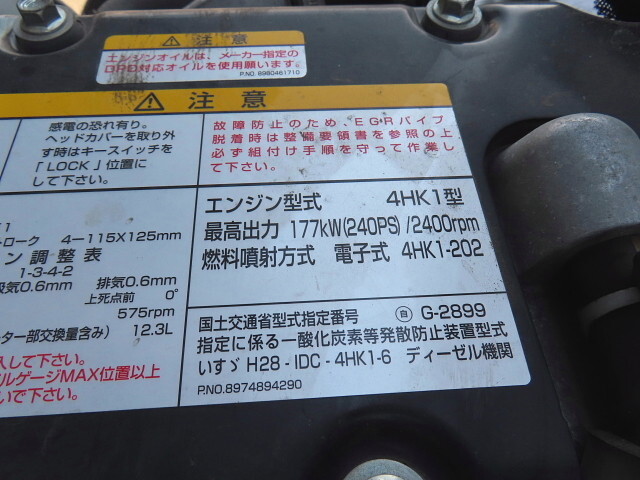 注意
エンジンオイルは、メーカー指定の
DPD対応オイルを使用願います。
P.NO. 8980461710
注意
感電の恐れ有り。
ヘッドカバーを取り外
す時はキースイッチを
「LOCK」位置に
して下さい。
故障防止のため、EGRパイプ
脱着時は整備要領書を参照の上
必ず組付け手順を守って作業し
て下さい。
エンジン型式 4HK1型
最高出力 177kW(240PS)/2400rpm
燃料噴射方式 電子式 4HK1-202
ローク 4-115X125mm
ン調整表
1-3-4-2
気0.6mm 排気0.6mm
上死点前 0°
575rpm
ター部交換量含み) 12.3L
入して下さい。
ルゲージMAX位置以上
いで下さい。
国土交通省型式指定番号 自 G-2899
指定に係る一酸化炭素等発散防止装置型式
いすゞ H28-IDC-4HK1-6 ディーゼル機関
P.NO. 8974894290